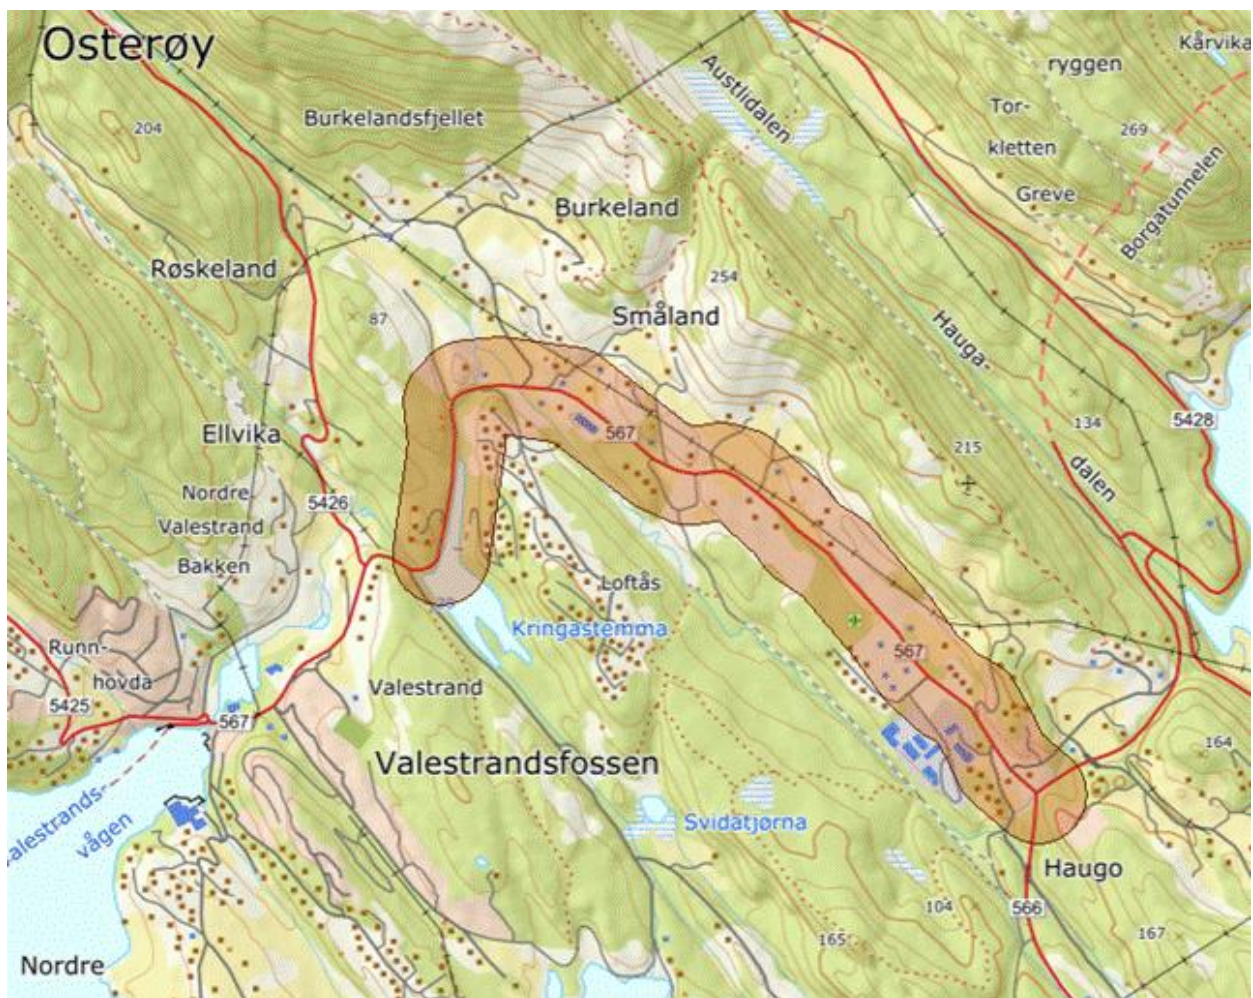 Osterøy
Kårvika
ryggen
Austlidalen
Tor-
kletten
269
Burkelandsfjellet
204
Greve
Borgatunnelen
Burkeland
Røskeland
254
Småland
87
Hauga-
dalen
134
5428
Ellvika
567
215
Nordre
Valestrand
5426
Bakken
Loftås
Kringastemma
Runn-
hovda
567
5425
Valestrand
567
164
Valestrandsfossen
alestrands-
vågen
Svidatjørna
Haugo
104
566
165
167
Nordre